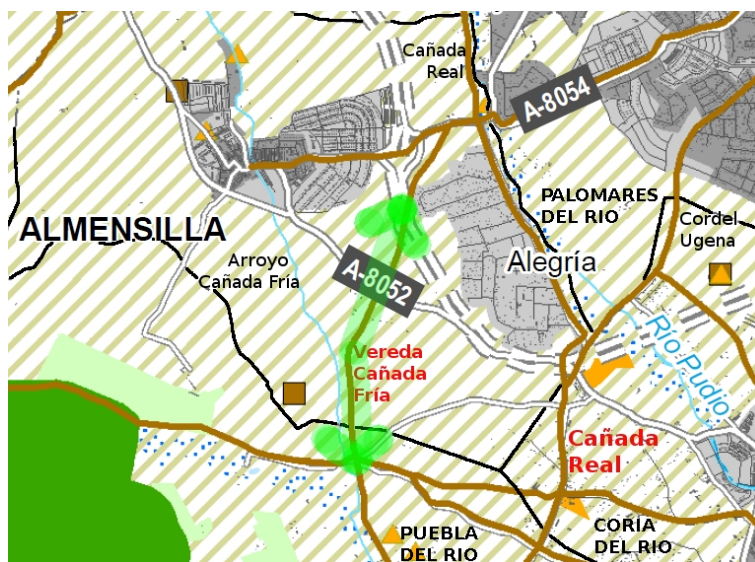 Cañada
Real
A-8054
PALOMARES
DEL RIO
Cordel
Ugena
ALMENSILLA
Arroyo
Cañada Fría
A-8052
Alegría
Río Pudio
Vereda
Cañada
Fría
Cañada
Real
PUEBLA
DEL RIO
CORÍA
DEL RIO